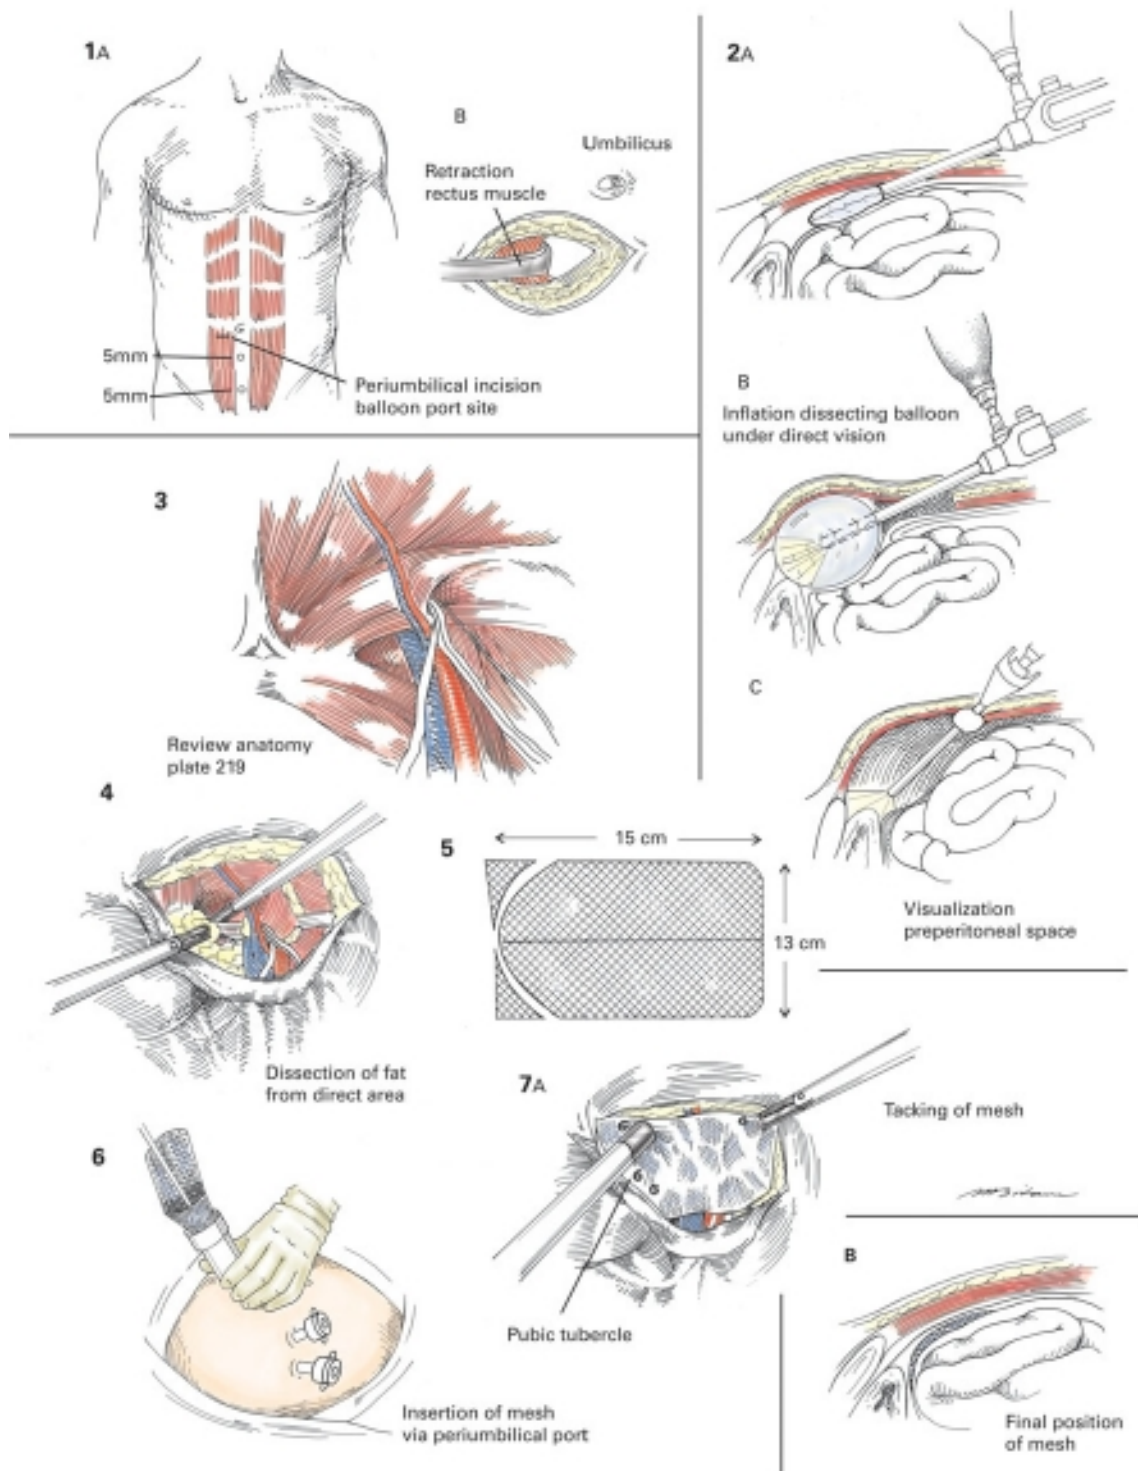 1A
B
Umbilicus
Retraction
rectus muscle
5mm
5mm
Periumbilical incision
balloon port site
2A
B
Inflation dissecting balloon
under direct vision
C
Visualization
preperitoneal space
3
Review anatomy
plate 219
4
Dissection of fat
from direct area
5
15 cm
13 cm
6
Insertion of mesh
via periumbilical port
7A
Tacking of mesh
Pubic tubercle
B
Final position
of mesh